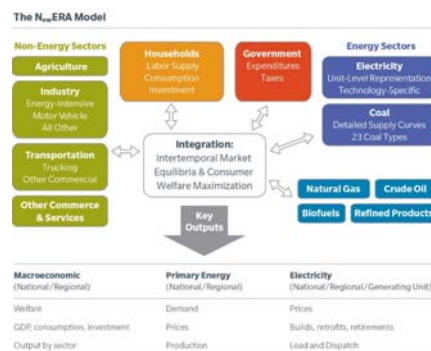 The NewERA Model
Non-Energy Sectors
Agriculture
Industry
Energy-Intensive
Motor Vehicle
All Other
Transportation
Trucking
Other Commercial
Other Commerce
& Services
Households
Labor Supply
Consumption
Investment
Government
Expenditures
Taxes
Energy Sectors
Electricity
Unit-Level Representation
Technology-Specific
Coal
Detailed Supply Curves
23 Coal Types
Integration:
Intertemporal Market
Equilibria & Consumer
Welfare Maximization
Natural Gas
Crude Oil
Biofuels
Refined Products
Key
Outputs
Macroeconomic
(National/Regional)
Welfare
GDP, consumption, investment
Output by sector
Primary Energy
(National/Regional)
Demand
Prices
Production
Electricity
(National/Regional/Generating Unit)
Prices
Builds, retrofits, retirements
Load and Dispatch